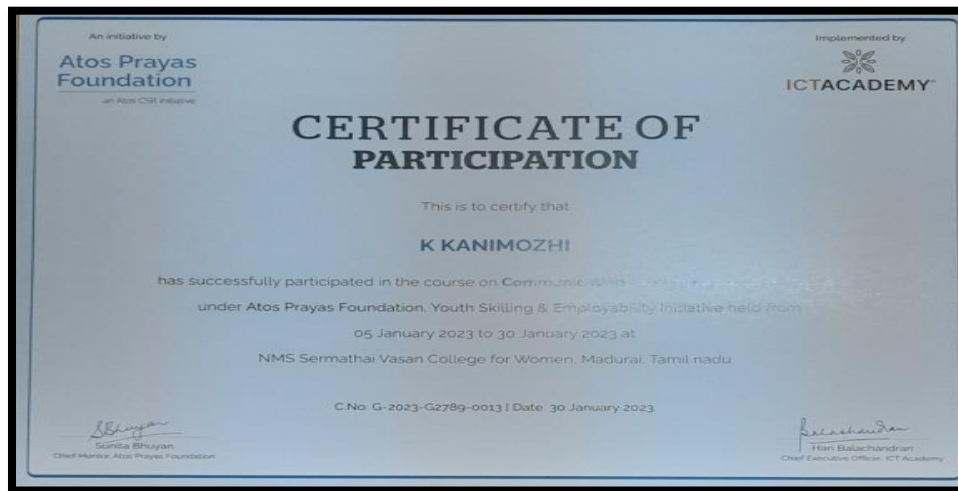 An initiative by
Atos Prayas
Foundation
an Atos CSR initiative
Implemented by
ICTACADEMY
CERTIFICATE OF
PARTICIPATION
This is to certify that
K KANIMOZHI
has successfully participated in the course on Communication
under Atos Prayas Foundation, Youth Skilling & Employability Initiative held from
05 January 2023 to 30 January 2023 at
NMS Sermathai Vasan College for Women, Madurai, Tamil nadu
C.No: G-2023-G2789-0013 | Date: 30 January 2023
SBhuyan
Sunita Bhuyan
Chief Mentor, Atos Prayas Foundation
Balachandran
Hari Balachandran
Chief Executive Officer, ICT Academy